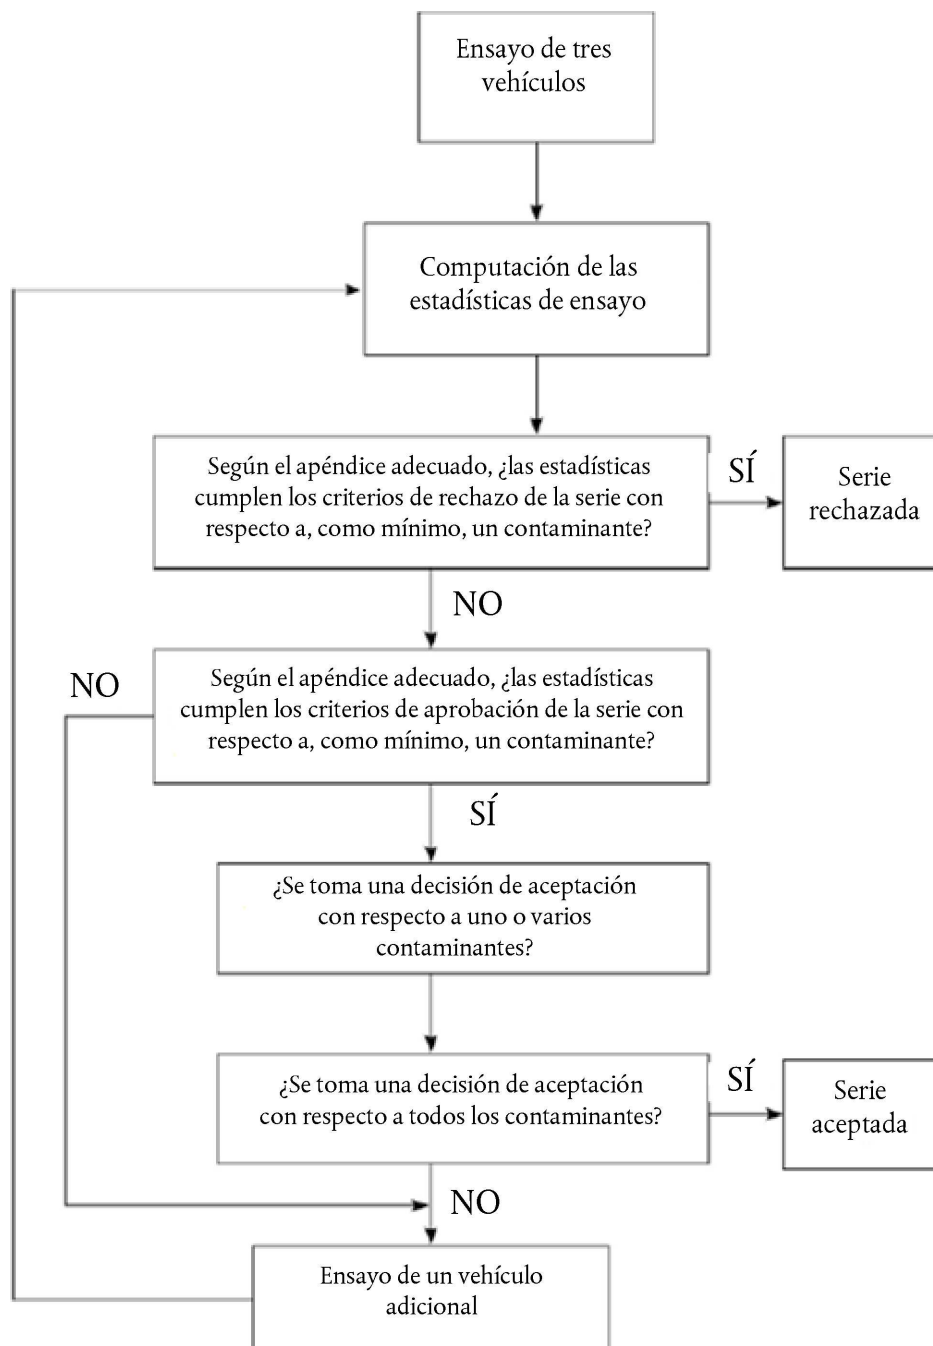 Ensayo de tres
vehículos
Computación de las
estadísticas de ensayo
Según el apéndice adecuado, ¿las estadísticas
cumplen los criterios de rechazo de la serie con
respecto a, como mínimo, un contaminante?
SÍ
Serie
rechazada
NO
Según el apéndice adecuado, ¿las estadísticas
cumplen los criterios de aprobación de la serie con
respecto a, como mínimo, un contaminante?
NO
SÍ
¿Se toma una decisión de aceptación
con respecto a uno o varios
contaminantes?
¿Se toma una decisión de aceptación
con respecto a todos los contaminantes?
SÍ
Serie
aceptada
NO
Ensayo de un vehículo
adicional